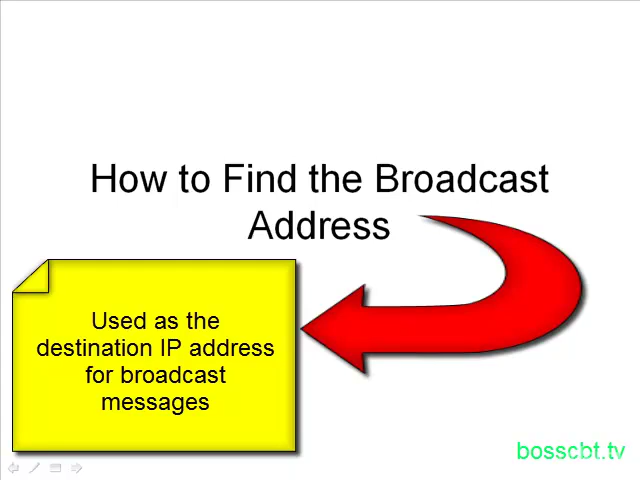 How to Find the Broadcast
Address
Used as the
destination IP address
for broadcast
messages
bosscbt.tv